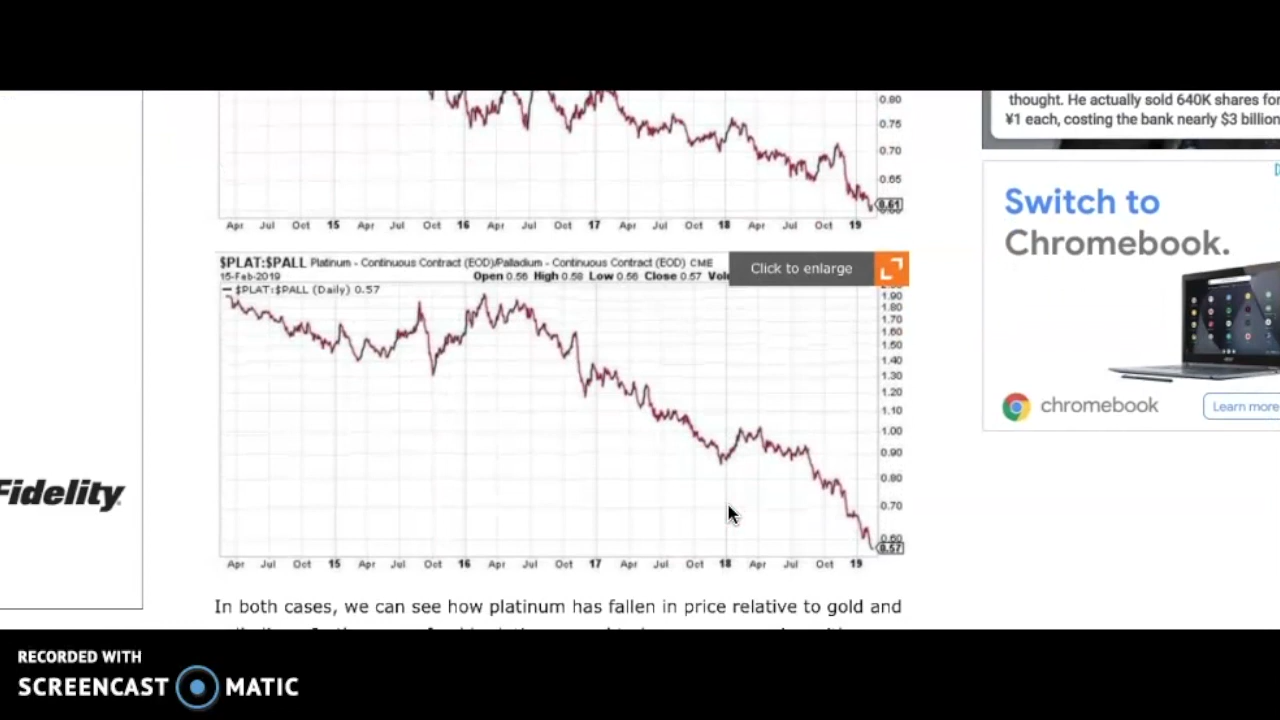 0.80
0.75
0.70
0.65
0.61
Apr Jul Oct 15 Apr Jul Oct 16 Apr Jul Oct 17 Apr Jul Oct 18 Apr Jul Oct 19
thought. He actually sold 640K shares for
¥1 each, costing the bank nearly $3 billion
Switch to
Chromebook.
chromebook
Learn more
Fidelity
$PLAT:$PALL Platinum - Continuous Contract (EOD)/Palladium - Continuous Contract (EOD) CME
15-Feb-2019 Open 0.56 High 0.58 Low 0.56 Close 0.57
Click to enlarge
$PLAT:$PALL (Daily) 0.57
1.90
1.80
1.70
1.60
1.50
1.40
1.30
1.20
1.10
1.00
0.90
0.80
0.70
0.60
0.57
Apr Jul Oct 15 Apr Jul Oct 16 Apr Jul Oct 17 Apr Jul Oct 18 Apr Jul Oct 19
In both cases, we can see how platinum has fallen in price relative to gold and
RECORDED WITH
SCREENCAST MATIC